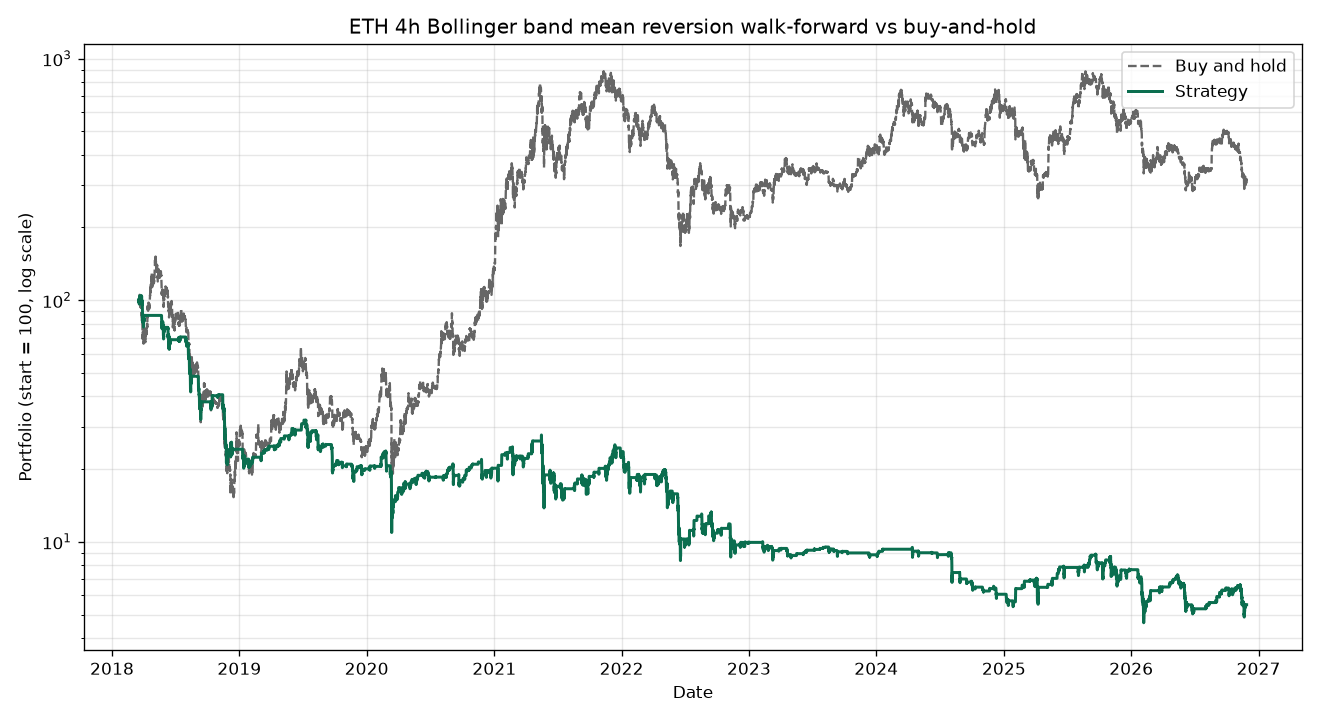 ETH 4h Bollinger band mean reversion walk-forward vs buy-and-hold
Buy and hold
Strategy
Portfolio (start = 100, log scale)
10³
10²
10¹
2018 2019 2020 2021 2022 2023 2024 2025 2026 2027
Date